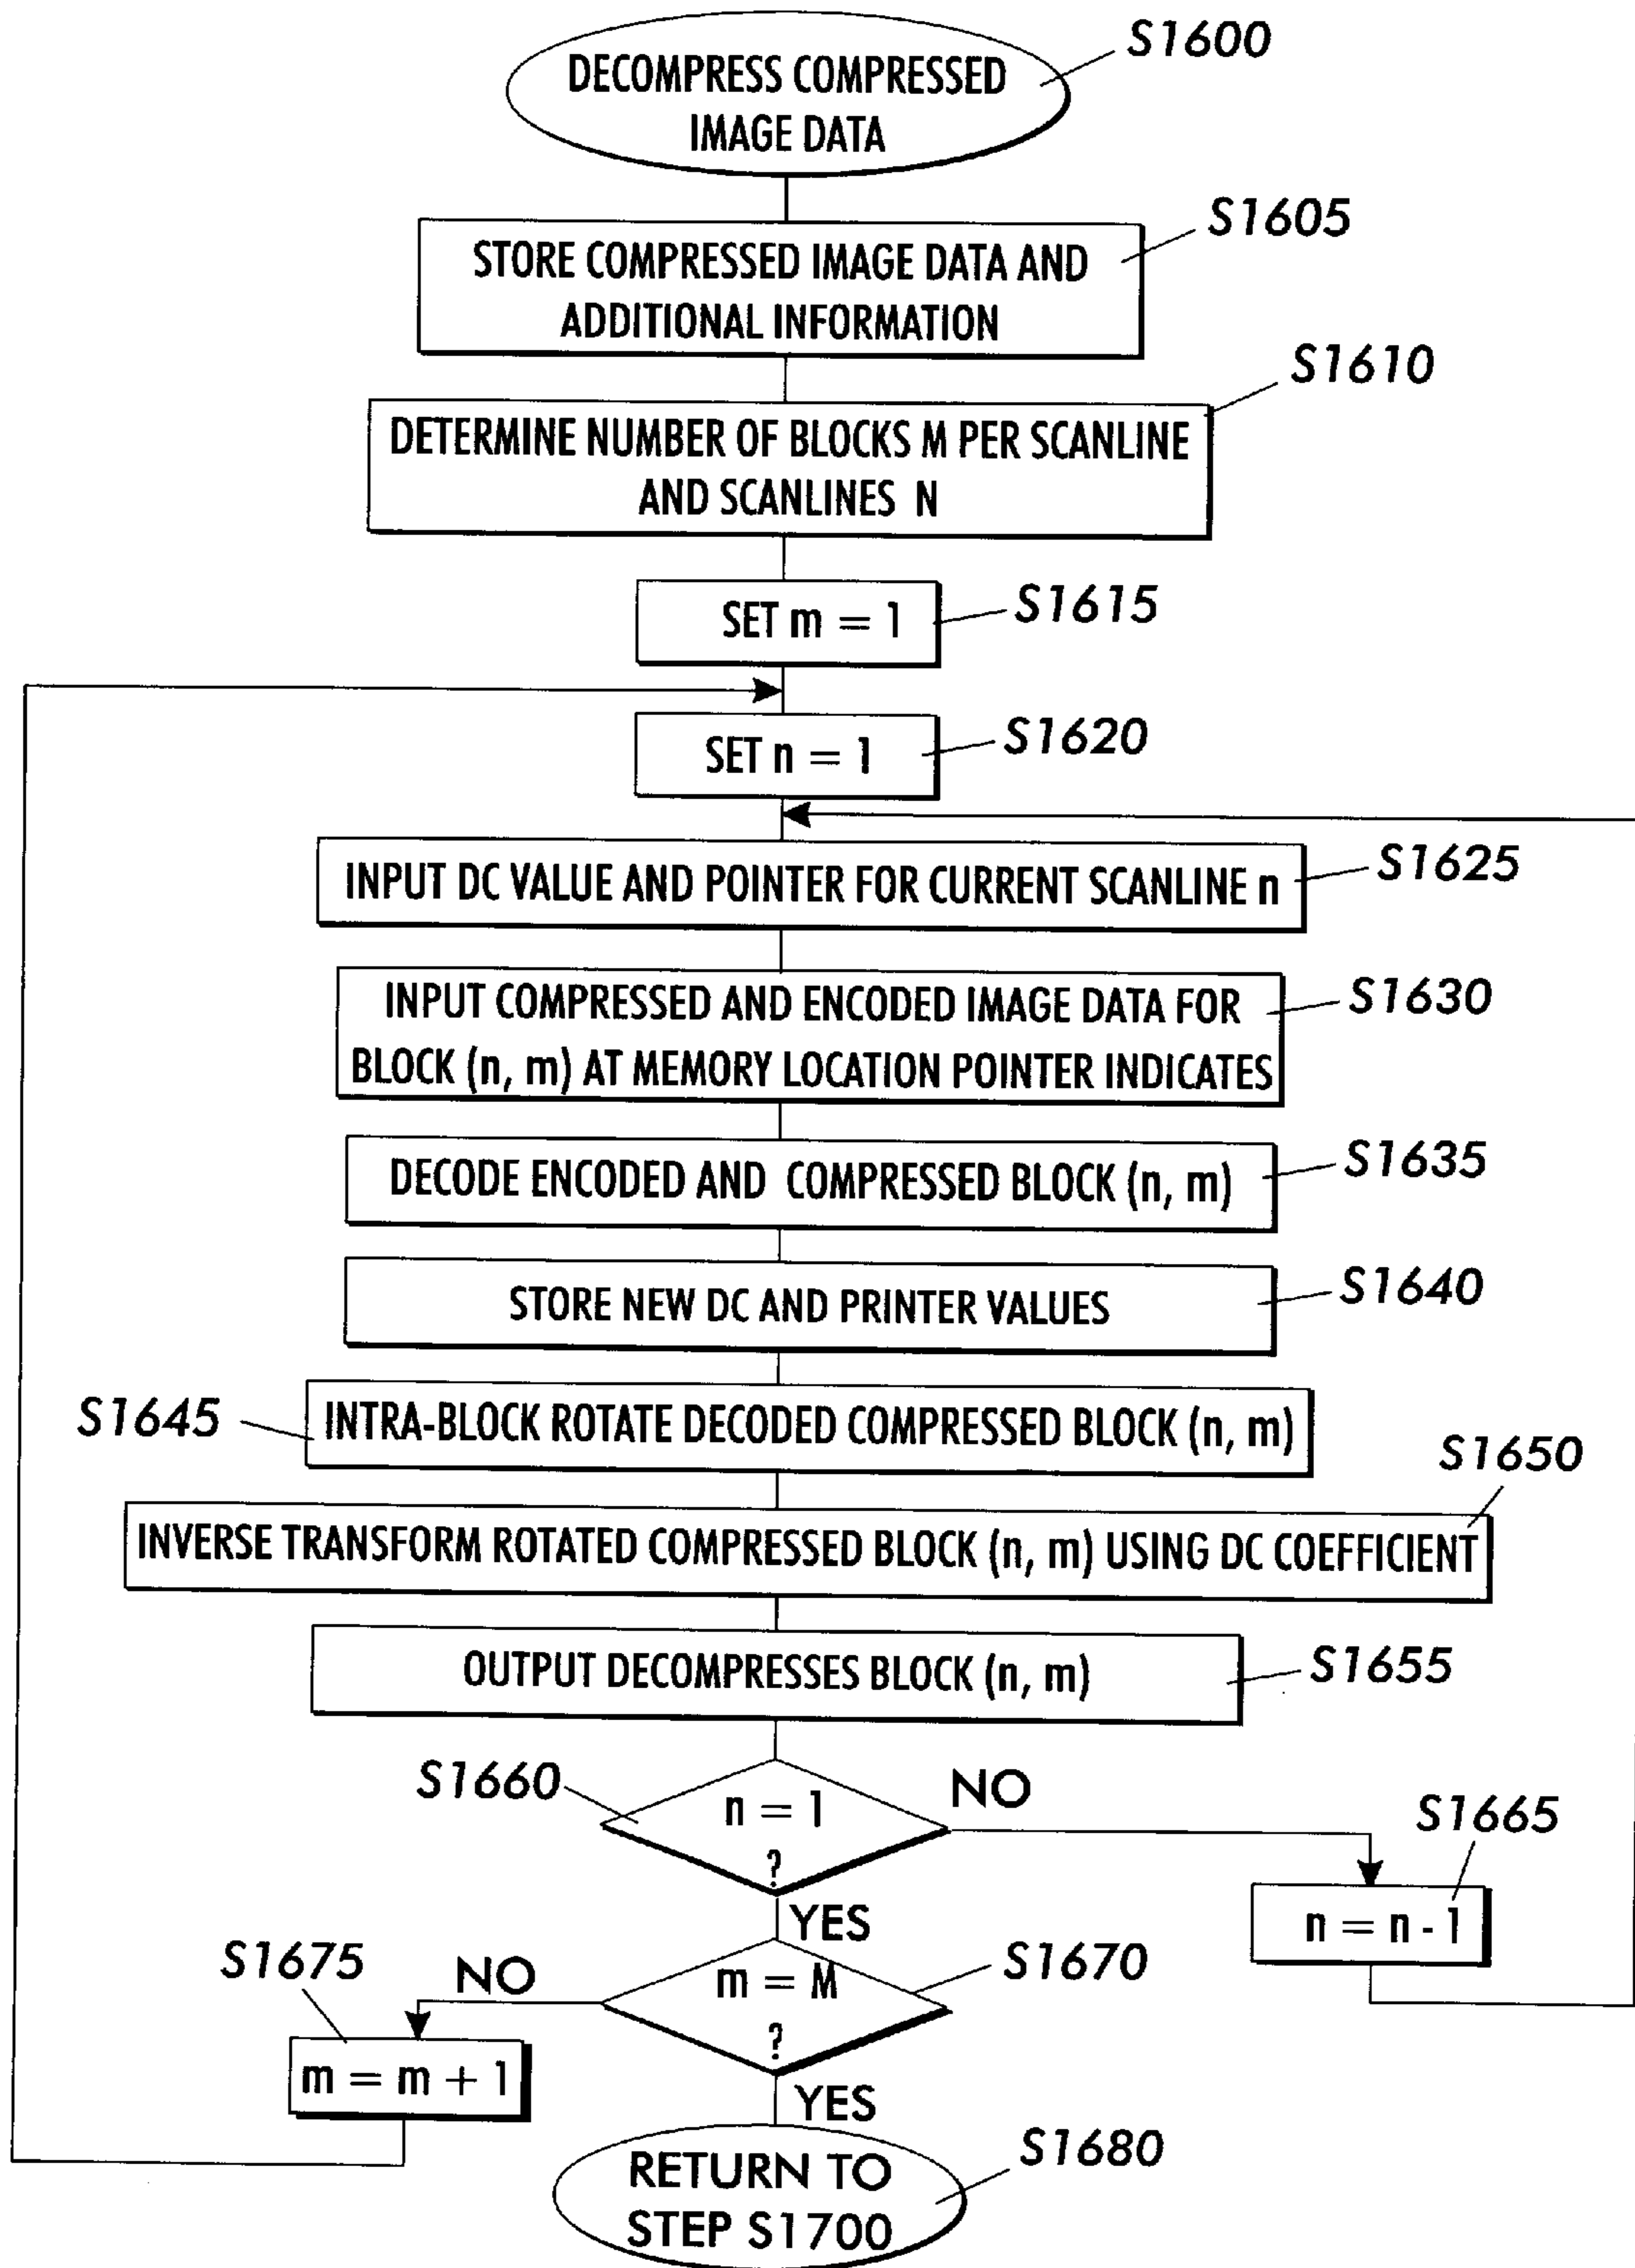 S1600
DECOMPRESS COMPRESSED
IMAGE DATA
S1605
STORE COMPRESSED IMAGE DATA AND
ADDITIONAL INFORMATION
S1610
DETERMINE NUMBER OF BLOCKS M PER SCANLINE
AND SCANLINES N
SET m = 1
S1615
SET n = 1
S1620
INPUT DC VALUE AND POINTER FOR CURRENT SCANLINE n
S1625
INPUT COMPRESSED AND ENCODED IMAGE DATA FOR
BLOCK (n, m) AT MEMORY LOCATION POINTER INDICATES
S1630
DECODE ENCODED AND COMPRESSED BLOCK (n, m)
S1635
STORE NEW DC AND PRINTER VALUES
S1640
S1645
INTRA-BLOCK ROTATE DECODED COMPRESSED BLOCK (n, m)
S1650
INVERSE TRANSFORM ROTATED COMPRESSED BLOCK (n, m) USING DC COEFFICIENT
OUTPUT DECOMPRESSES BLOCK (n, m)
S1655
S1660
n = 1
?
NO
S1665
n = n - 1
YES
S1675
NO
m = M
?
S1670
m = m + 1
YES
S1680
RETURN TO
STEP S1700